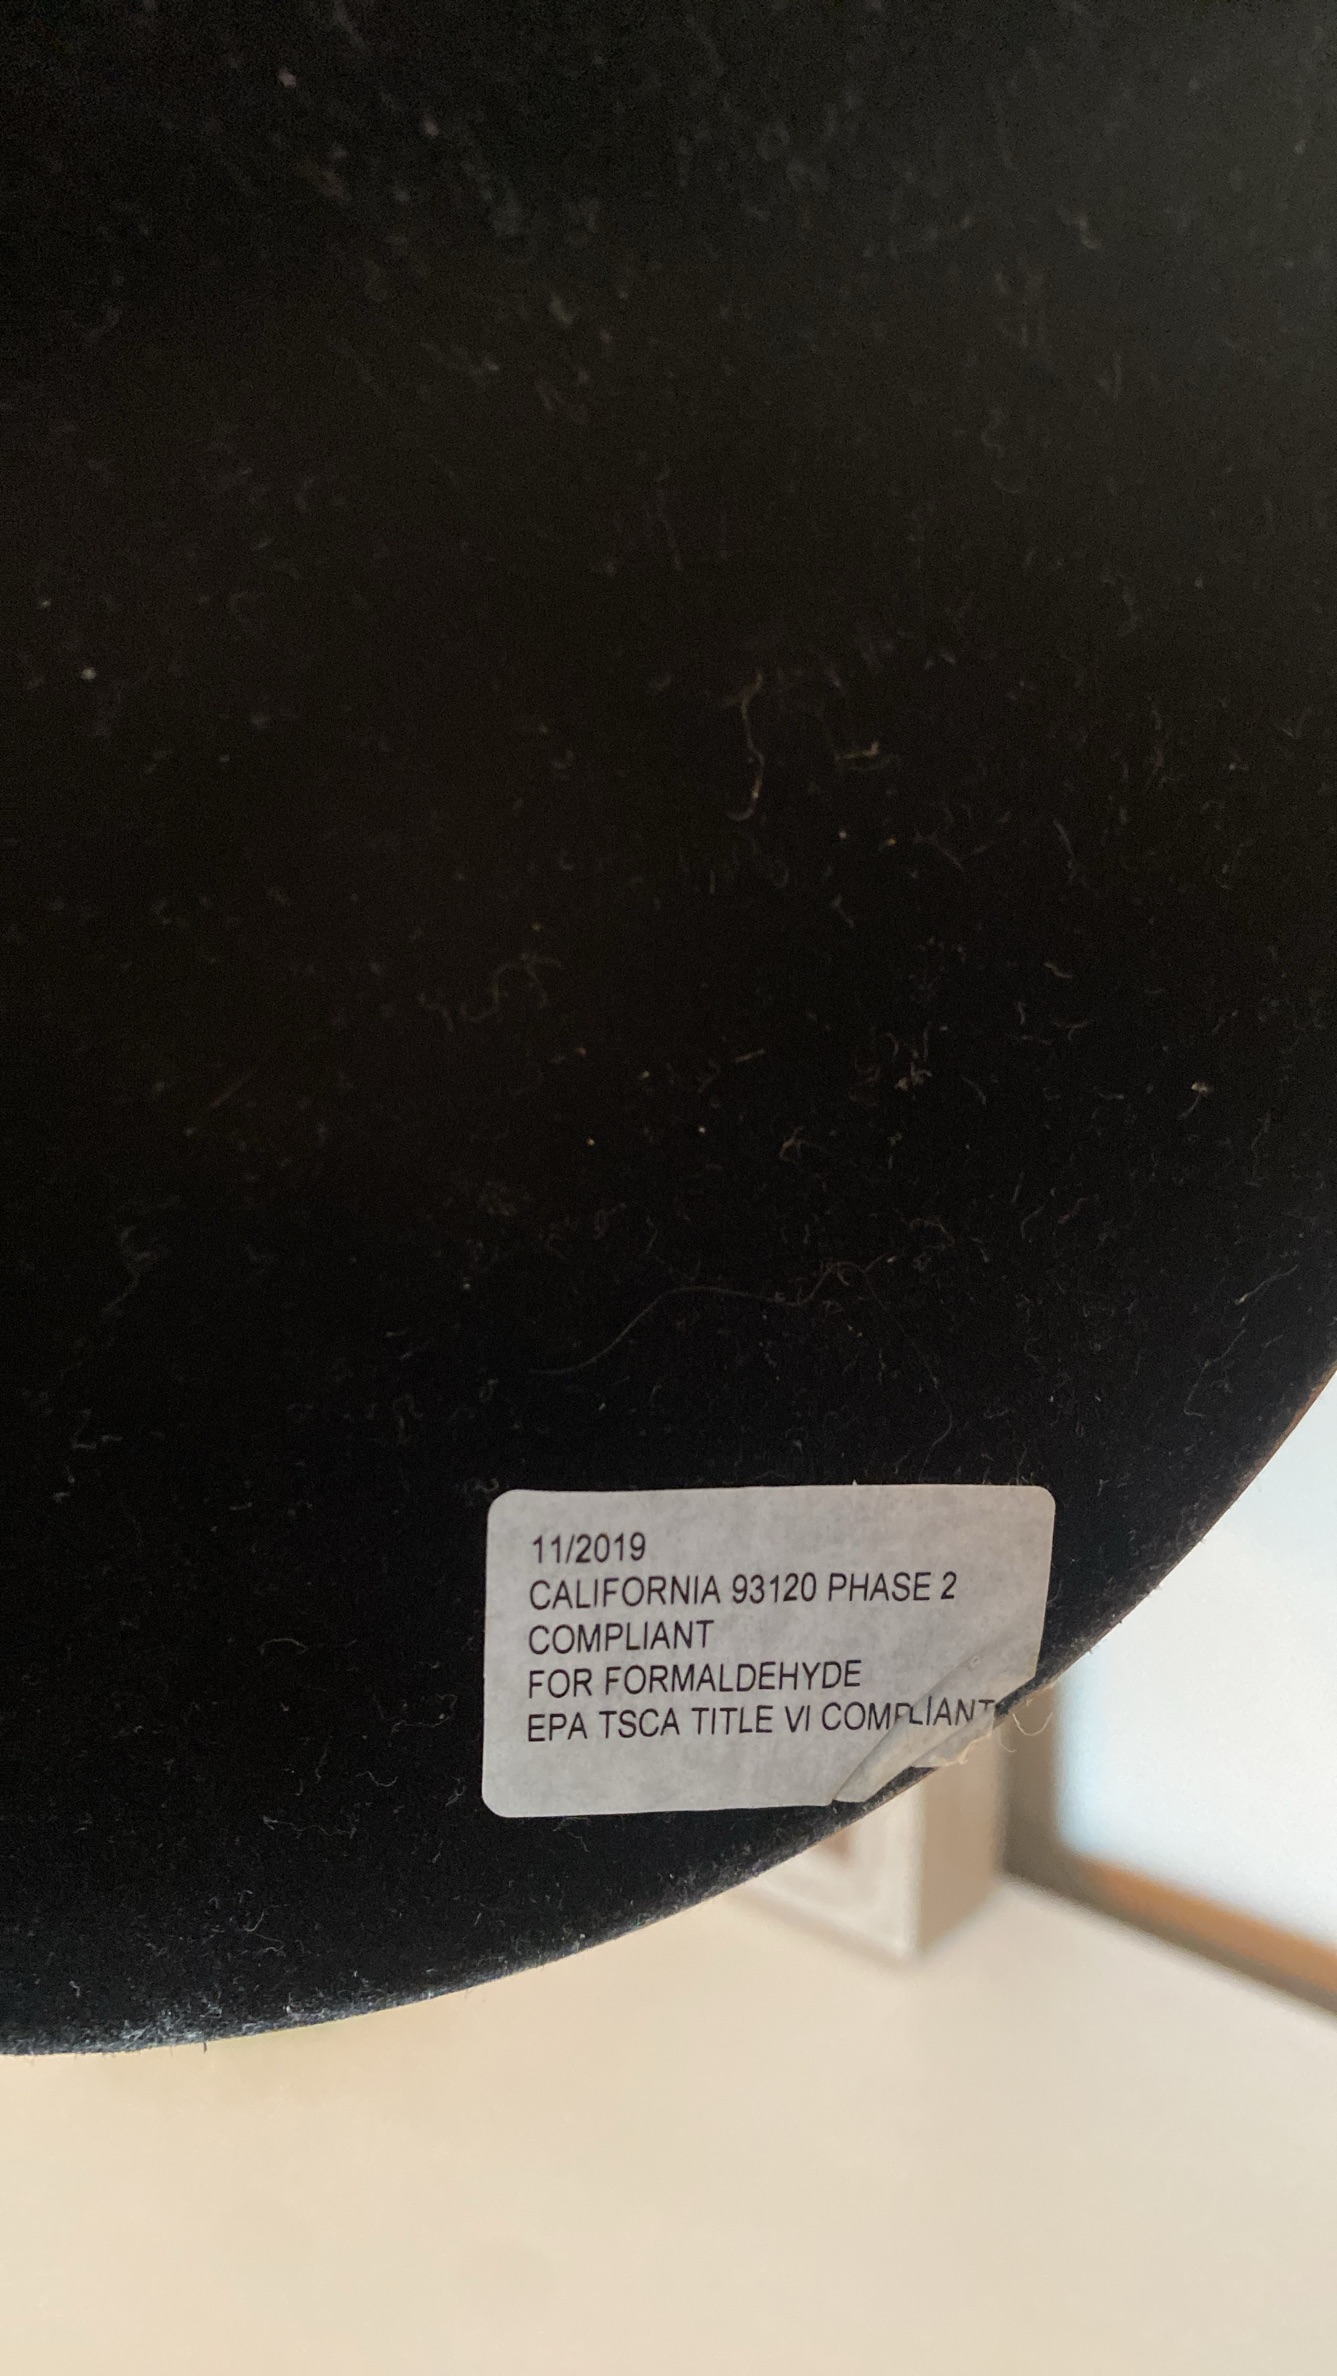 11/2019
CALIFORNIA 93120 PHASE 2
COMPLIANT
FOR FORMALDEHYDE
EPA TSCA TITLE VI COMPLIANT